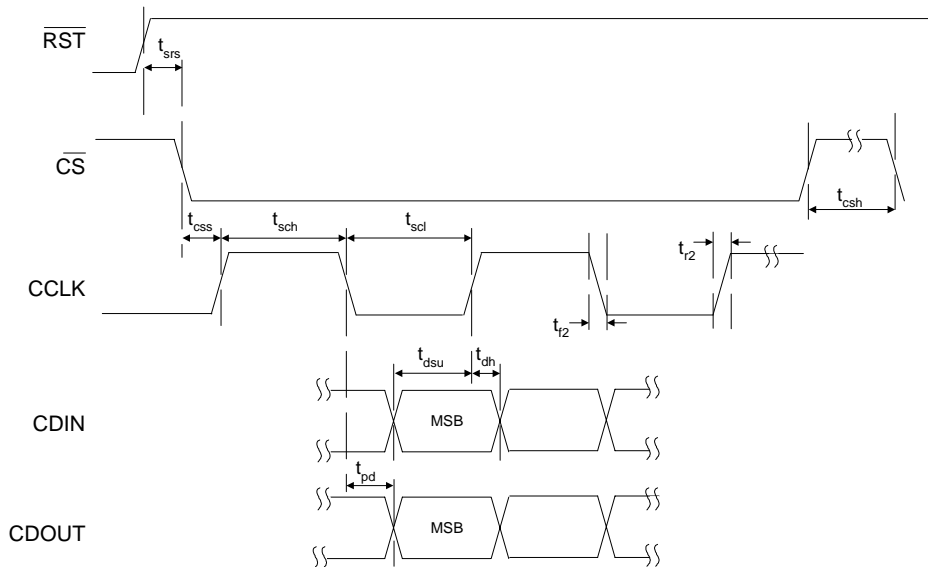 RST
t_srs
CS
t_css
t_sch
t_scl
t_csh
t_r2
CCLK
t_f2
t_dsu
t_dh
CDIN
MSB
t_pd
CDOUT
MSB